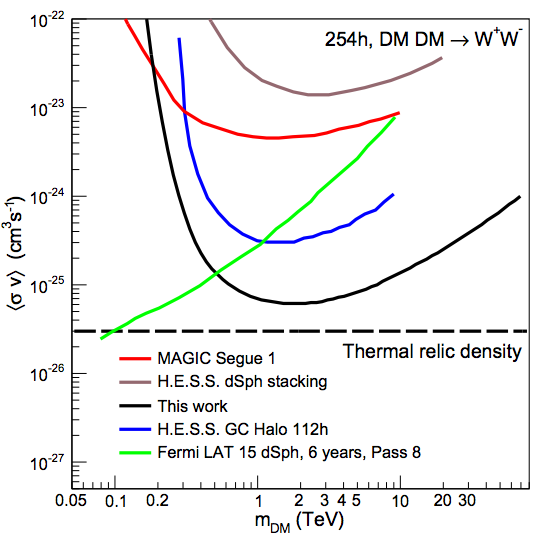 254h, DM DM → W⁺W⁻
10⁻²²
10⁻²³
10⁻²⁴
10⁻²⁵
10⁻²⁶
10⁻²⁷
⟨σ v⟩ (cm³s⁻¹)
Thermal relic density
MAGIC Segue 1
H.E.S.S. dSph stacking
This work
H.E.S.S. GC Halo 112h
Fermi LAT 15 dSph, 6 years, Pass 8
0.05 0.1 0.2 1 2 3 4 5 10 20 30
m_DM (TeV)